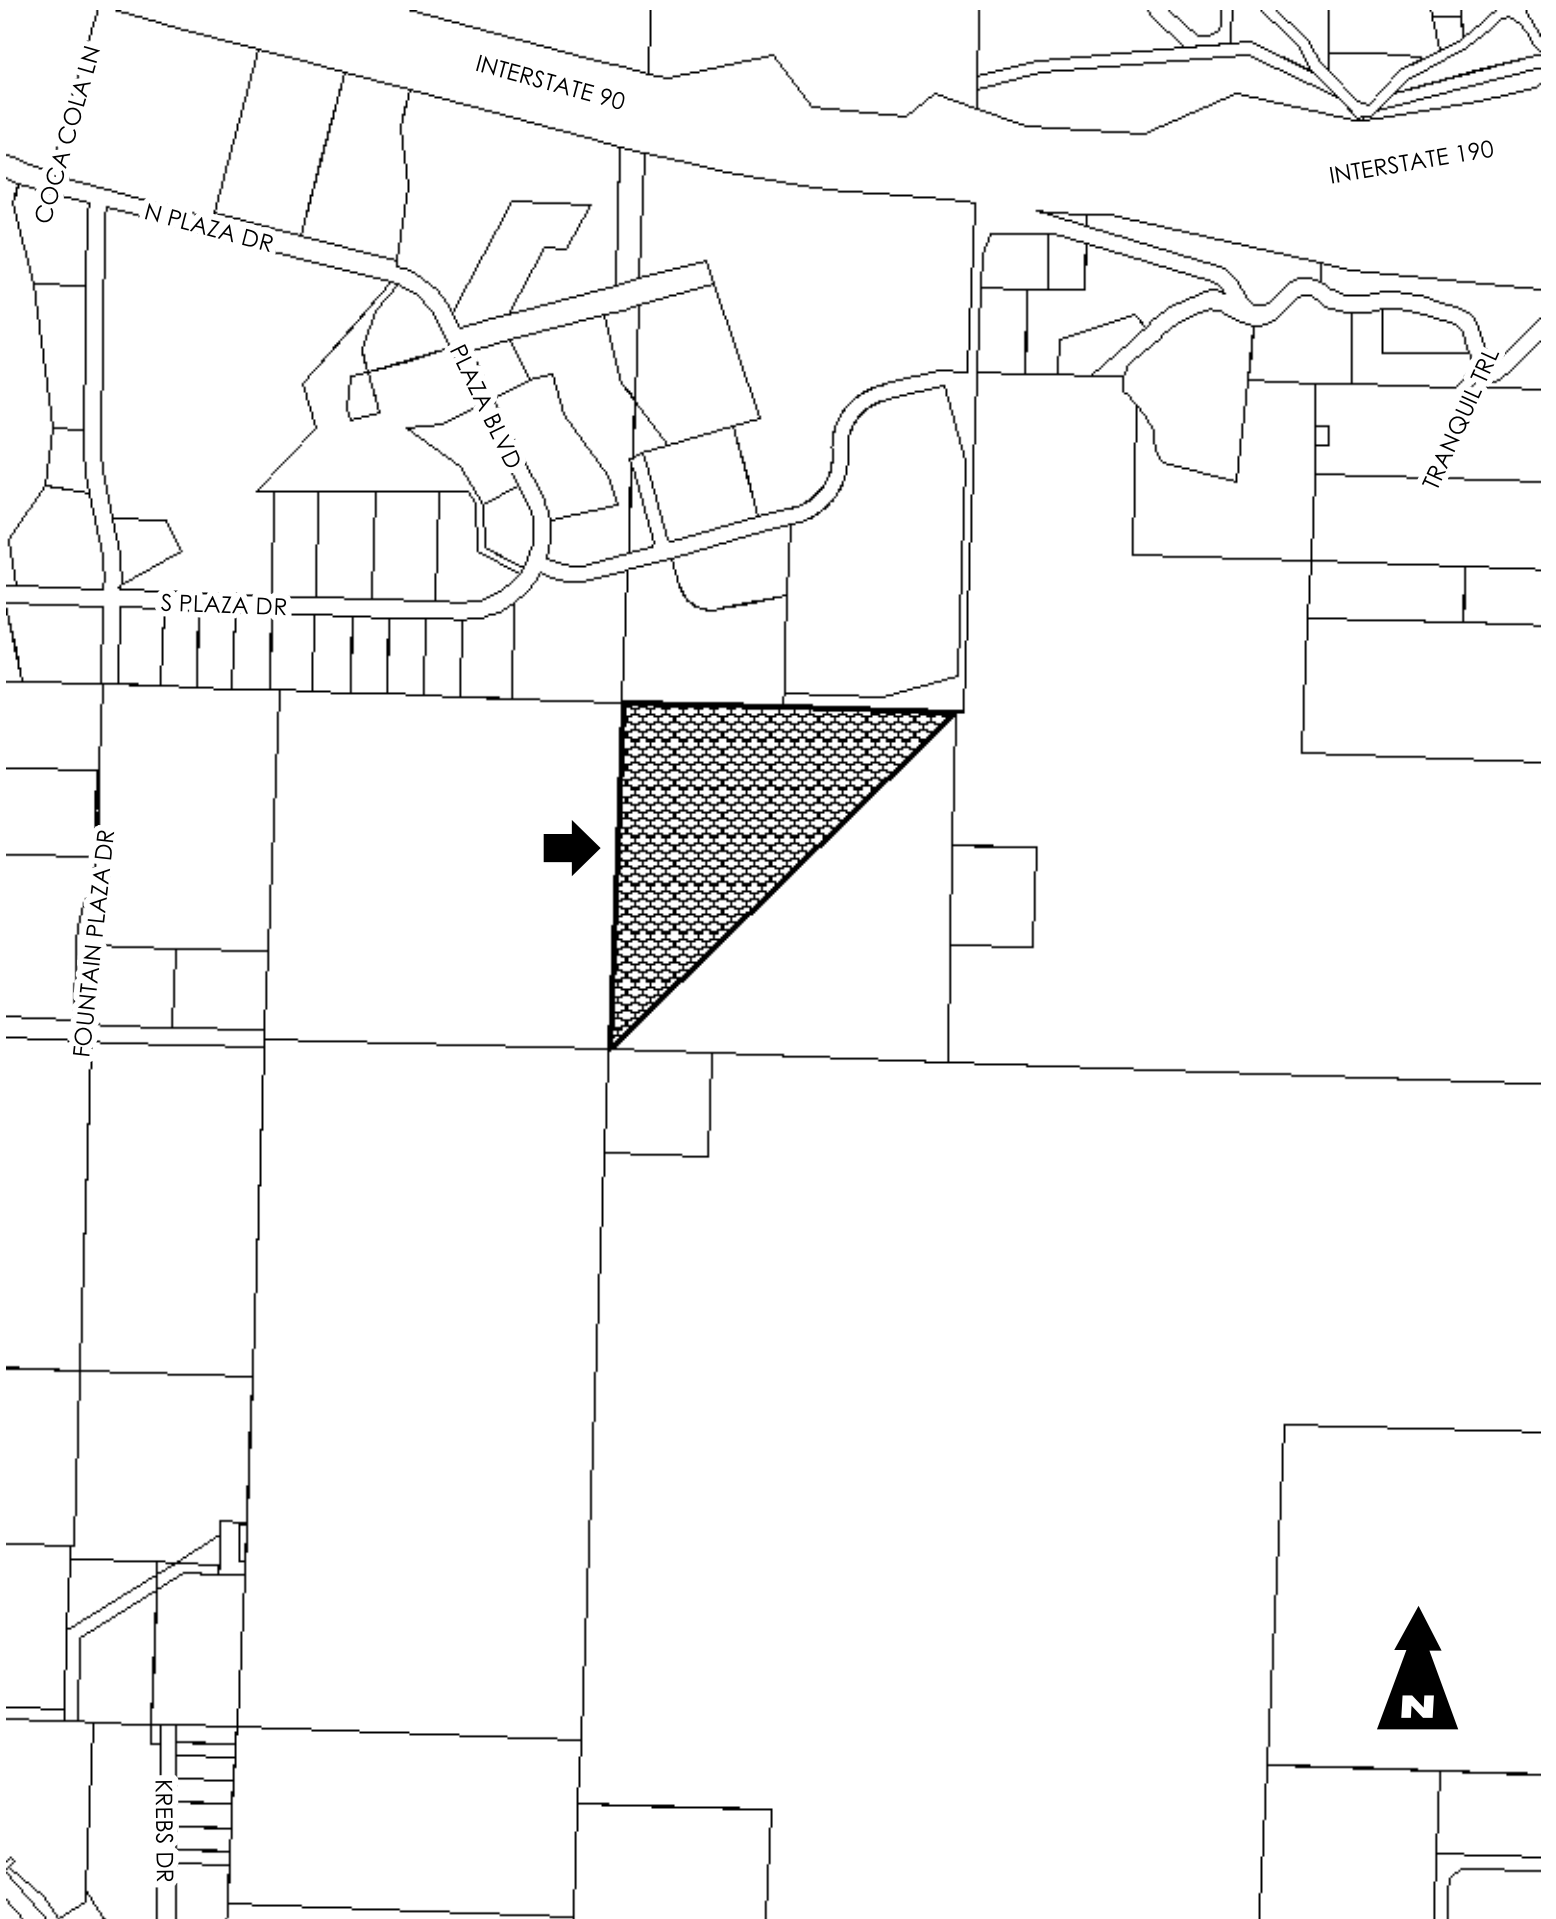 COCA COLA LN
INTERSTATE 90
INTERSTATE 190
N PLAZA DR
PLAZA BLVD
TRANQUIL TRL
S PLAZA DR
FOUNTAIN PLAZA DR
N
KREBS DR